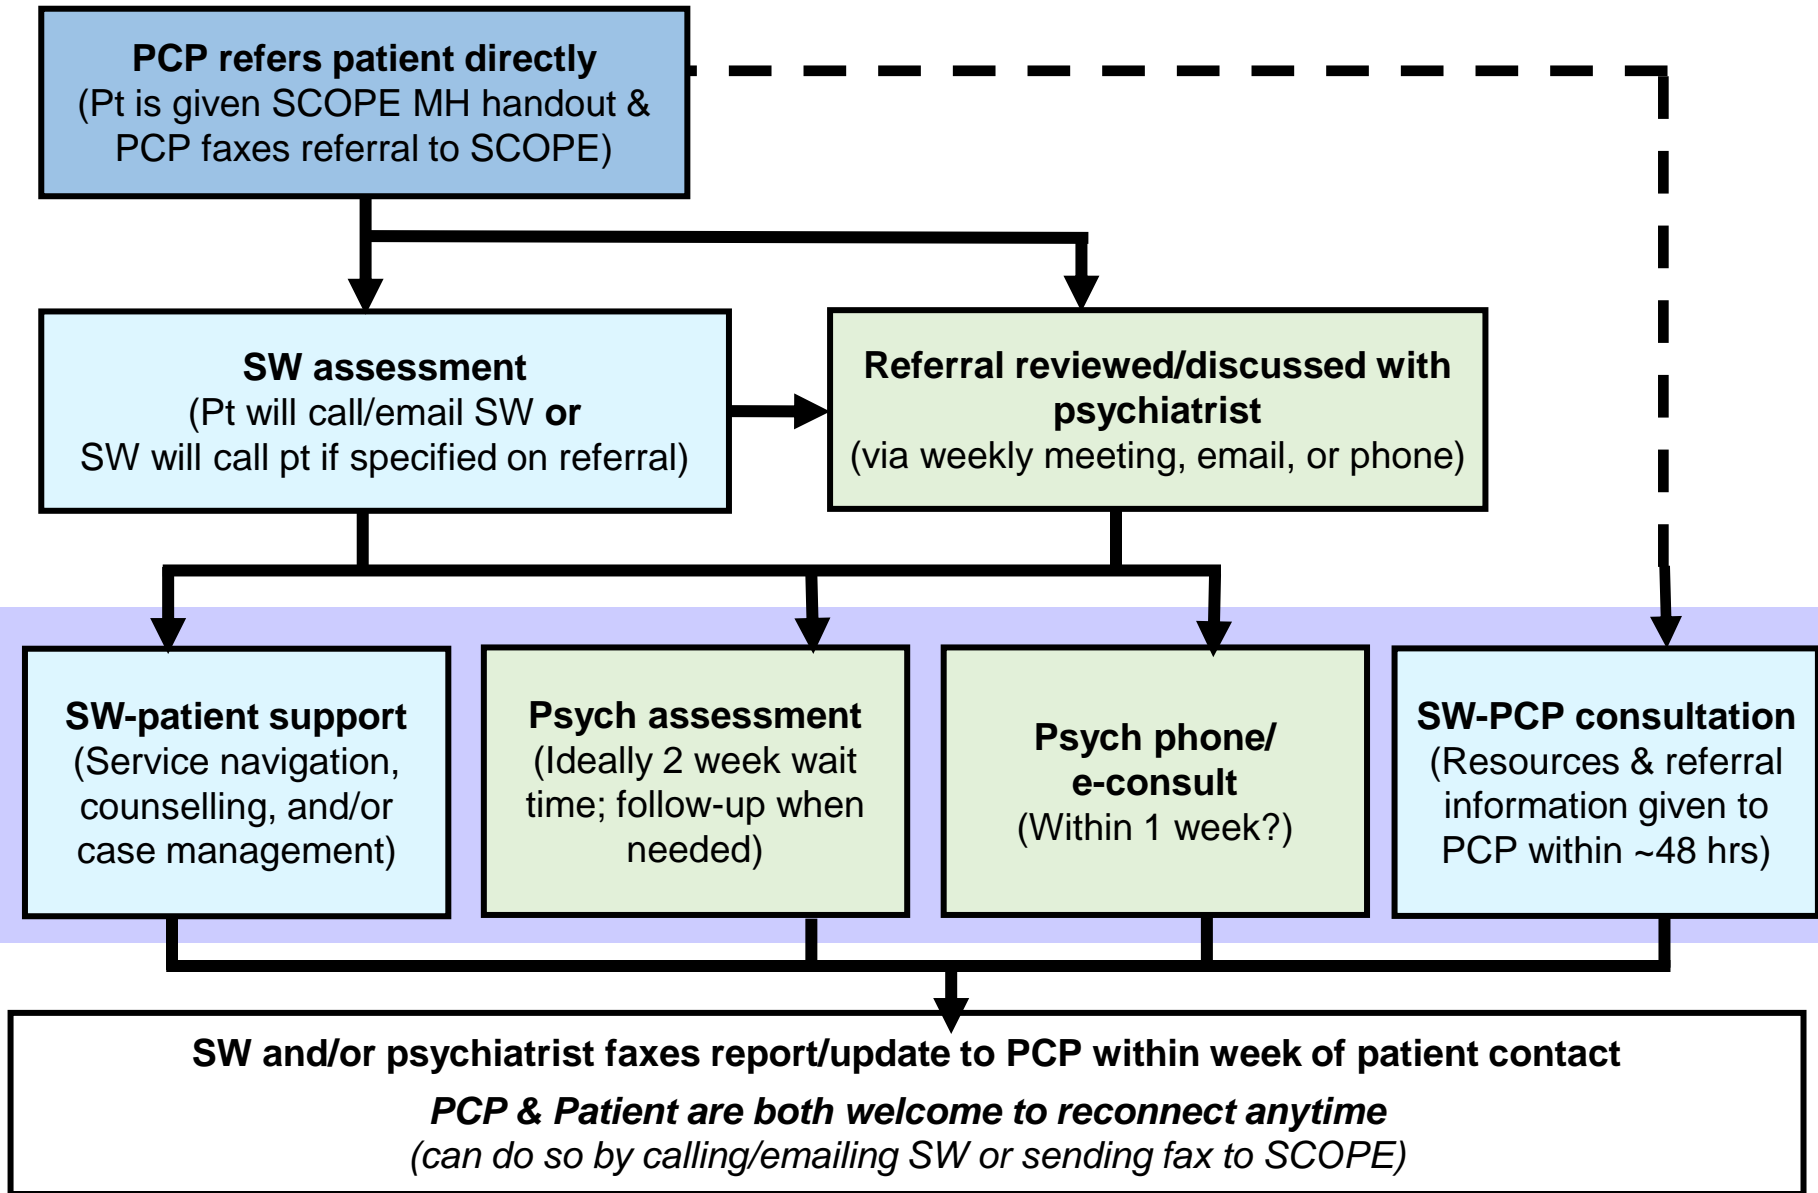 PCP refers patient directly
(Pt is given SCOPE MH handout &
PCP faxes referral to SCOPE)
SW assessment
(Pt will call/email SW or
SW will call pt if specified on referral)
Referral reviewed/discussed with
psychiatrist
(via weekly meeting, email, or phone)
SW-patient support
(Service navigation,
counselling, and/or
case management)
Psych assessment
(Ideally 2 week wait
time; follow-up when
needed)
Psych phone/
e-consult
(Within 1 week?)
SW-PCP consultation
(Resources & referral
information given to
PCP within ~48 hrs)
SW and/or psychiatrist faxes report/update to PCP within week of patient contact
PCP & Patient are both welcome to reconnect anytime
(can do so by calling/emailing SW or sending fax to SCOPE)